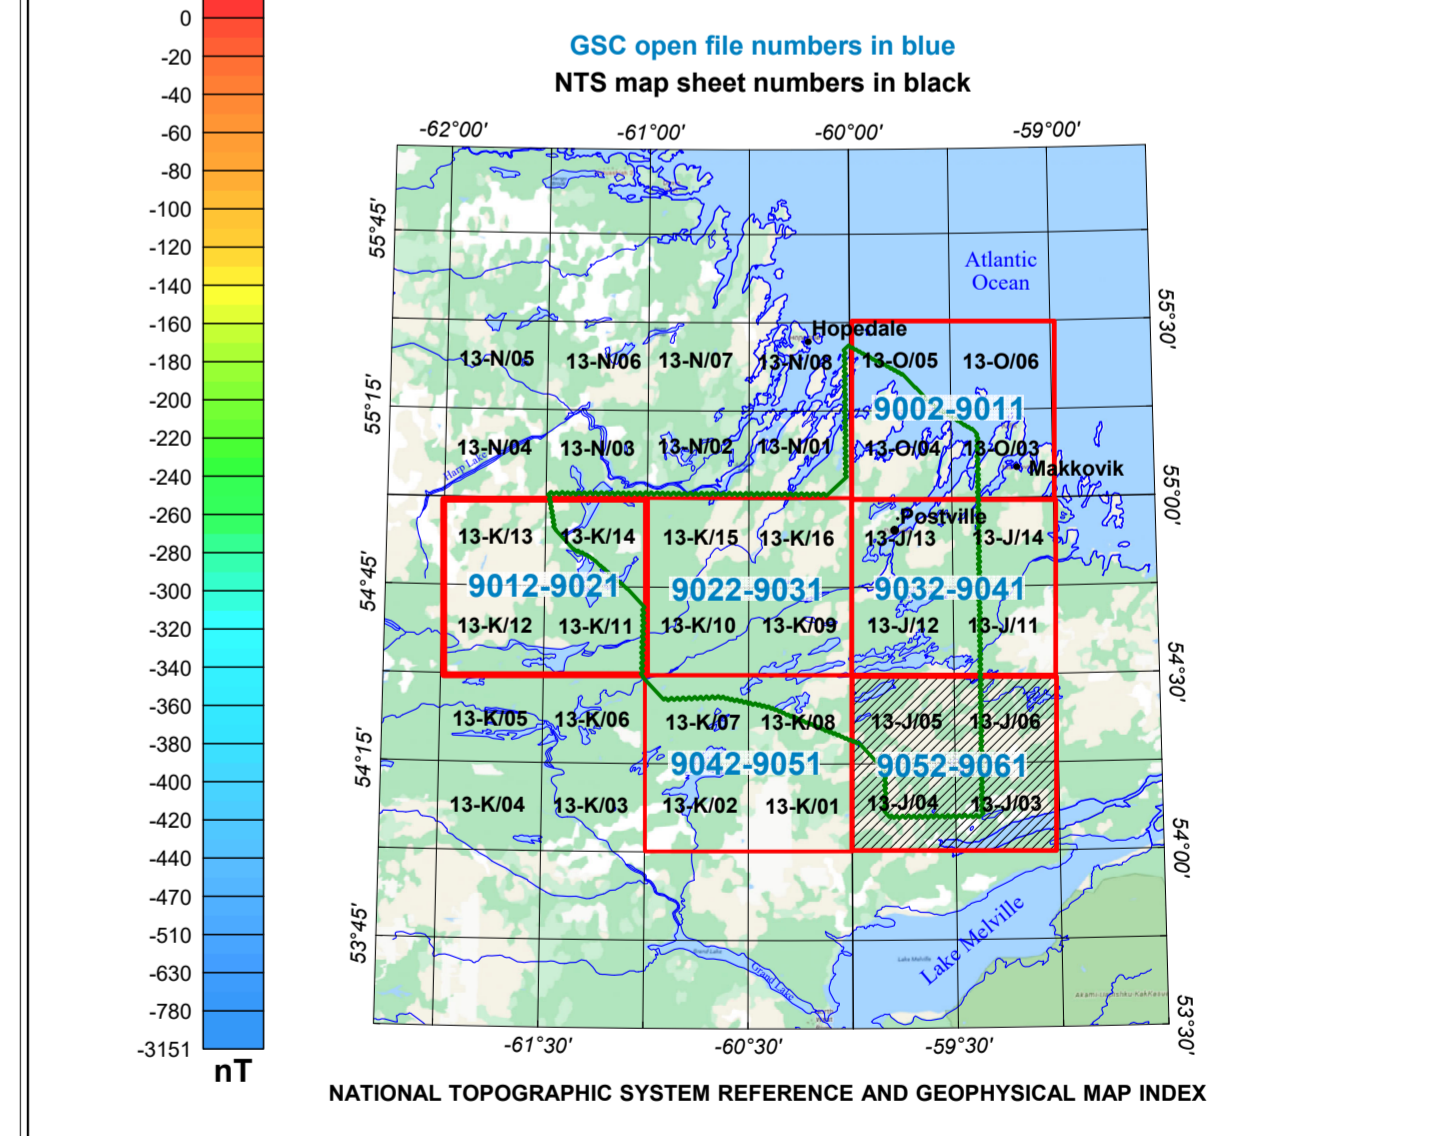 GSC open file numbers in blue
NTS map sheet numbers in black
-62°00' -61°00' -60°00' -59°00'
0
-20
-40
-60
-80
-100
-120
-140
-160
-180
-200
-220
-240
-260
-280
-300
-320
-340
-360
-380
-400
-420
-440
-470
-510
-630
-780
-3151
nT
55°45'
55°15'
54°45'
54°15'
53°45'
Atlantic
Ocean
Hopedale
13-N/05 13-N/06 13-N/07 13-N/08 13-O/05 13-O/06
9002-9011
13-N/04 13-N/03 13-N/02 13-N/01 13-O/04 13-O/03
Harp Lake
Makkovik
Postville
13-K/13 13-K/14 13-K/15 13-K/16 13-J/13 13-J/14
9012-9021 9022-9031 9032-9041
13-K/12 13-K/11 13-K/10 13-K/09 13-J/12 13-J/11
13-K/05 13-K/06 13-K/07 13-K/08 13-J/05 13-J/06
9042-9051 9052-9061
13-K/04 13-K/03 13-K/02 13-K/01 13-J/04 13-J/03
Lake Melville
Lake Melville
Grand Lake
Grand Lake
55°30'
55°00'
54°30'
54°00'
53°30'
-61°30' -60°30' -59°30'
NATIONAL TOPOGRAPHIC SYSTEM REFERENCE AND GEOPHYSICAL MAP INDEX